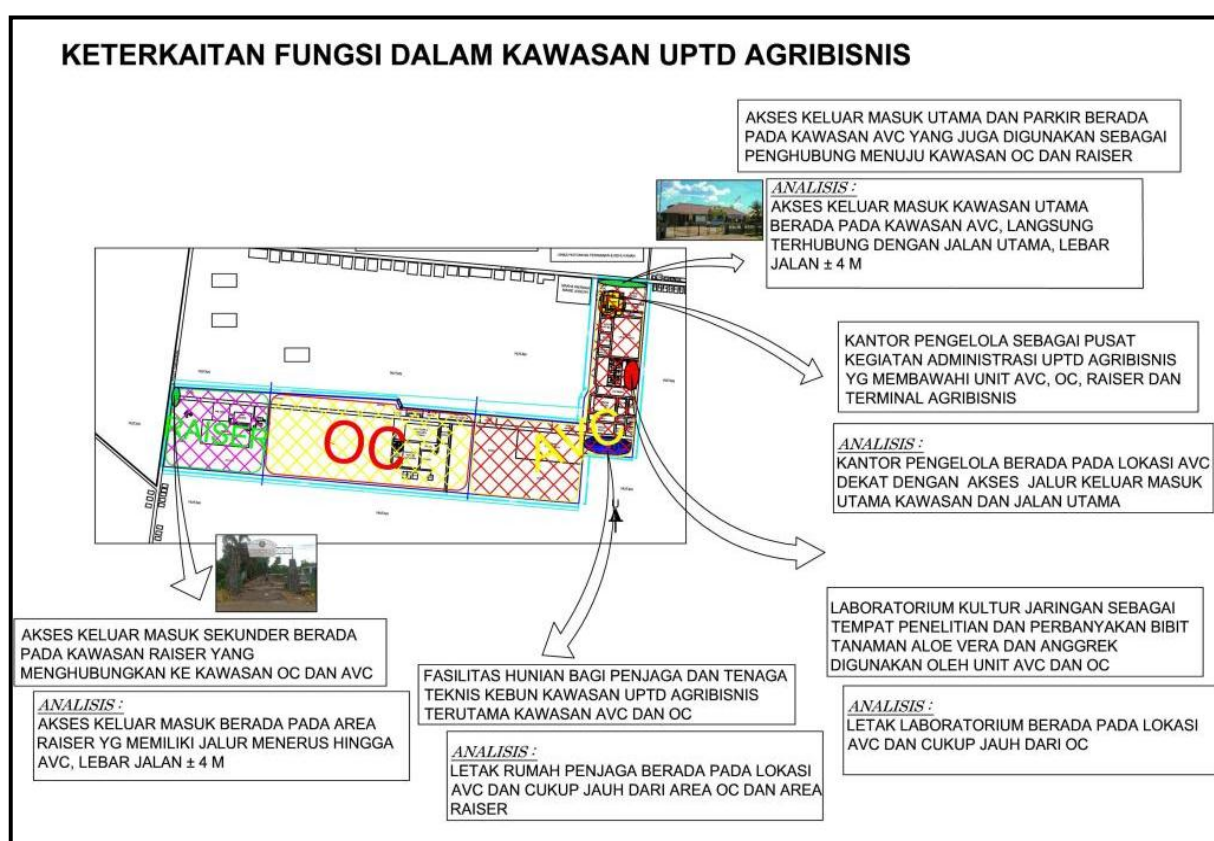 KETERKAITAN FUNGSI DALAM KAWASAN UPTD AGRIBISNIS
AKSES KELUAR MASUK UTAMA DAN PARKIR BERADA
PADA KAWASAN AVC YANG JUGA DIGUNAKAN SEBAGAI
PENGHUBUNG MENUJU KAWASAN OC DAN RAISER
ANALISIS :
AKSES KELUAR MASUK KAWASAN UTAMA
BERADA PADA KAWASAN AVC, LANGSUNG
TERHUBUNG DENGAN JALAN UTAMA, LEBAR
JALAN ± 4 M
KANTOR PENGELOLA SEBAGAI PUSAT
KEGIATAN ADMINISTRASI UPTD AGRIBISNIS
YG MEMBAWAHI UNIT AVC, OC, RAISER DAN
TERMINAL AGRIBISNIS
ANALISIS :
KANTOR PENGELOLA BERADA PADA LOKASI AVC
DEKAT DENGAN AKSES JALUR KELUAR MASUK
UTAMA KAWASAN DAN JALAN UTAMA
HUTAN
HUTAN
HUTAN
HUTAN
RAISER
OC
AVC
HUTAN
HUTAN
HUTAN
U
LABORATORIUM KULTUR JARINGAN SEBAGAI
TEMPAT PENELITIAN DAN PERBANYAKAN BIBIT
TANAMAN ALOE VERA DAN ANGGREK
DIGUNAKAN OLEH UNIT AVC DAN OC
ANALISIS :
LETAK LABORATORIUM BERADA PADA LOKASI
AVC DAN CUKUP JAUH DARI OC
AKSES KELUAR MASUK SEKUNDER BERADA
PADA KAWASAN RAISER YANG
MENGHUBUNGKAN KE KAWASAN OC DAN AVC
ANALISIS :
AKSES KELUAR MASUK BERADA PADA AREA
RAISER YG MEMILIKI JALUR MENERUS HINGGA
AVC, LEBAR JALAN ± 4 M
FASILITAS HUNIAN BAGI PENJAGA DAN TENAGA
TEKNIS KEBUN KAWASAN UPTD AGRIBISNIS
TERUTAMA KAWASAN AVC DAN OC
ANALISIS :
LETAK RUMAH PENJAGA BERADA PADA LOKASI
AVC DAN CUKUP JAUH DARI AREA OC DAN AREA
RAISER